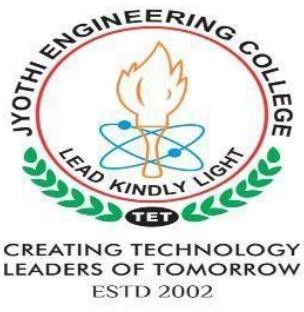 JYOTHI ENGINEERING COLLEGE
LEAD KINDLY LIGHT
TET
CREATING TECHNOLOGY
LEADERS OF TOMORROW
ESTD 2002